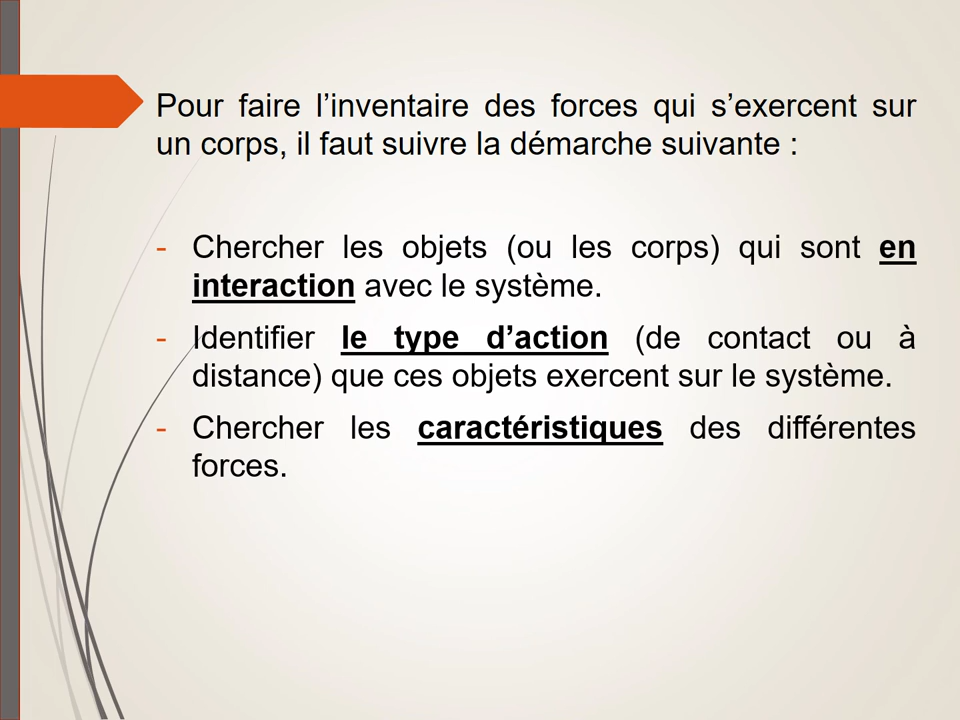 Pour faire l’inventaire des forces qui s’exercent sur
un corps, il faut suivre la démarche suivante :
- Chercher les objets (ou les corps) qui sont en
interaction avec le système.
- Identifier le type d’action (de contact ou à
distance) que ces objets exercent sur le système.
- Chercher les caractéristiques des différentes
forces.